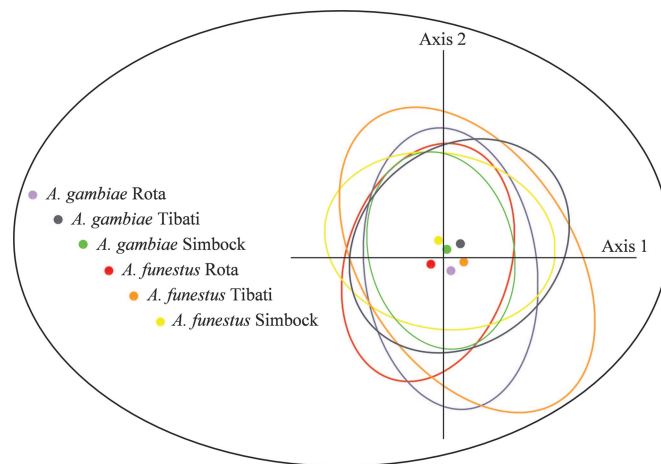 Axis 2
A. gambiae Rota
A. gambiae Tibati
A. gambiae Simbock
Axis 1
A. funestus Rota
A. funestus Tibati
A. funestus Simbock